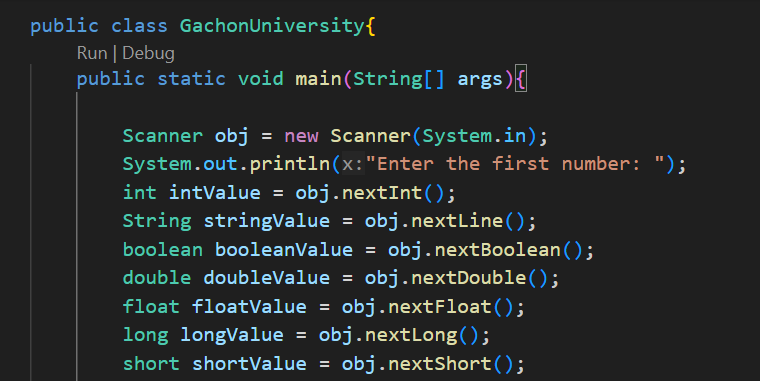 public class GachonUniversity{
Run | Debug
public static void main(String[] args){
Scanner obj = new Scanner(System.in);
System.out.println(x:"Enter the first number: ");
int intValue = obj.nextInt();
String stringValue = obj.nextLine();
boolean booleanValue = obj.nextBoolean();
double doubleValue = obj.nextDouble();
float floatValue = obj.nextFloat();
long longValue = obj.nextLong();
short shortValue = obj.nextShort();